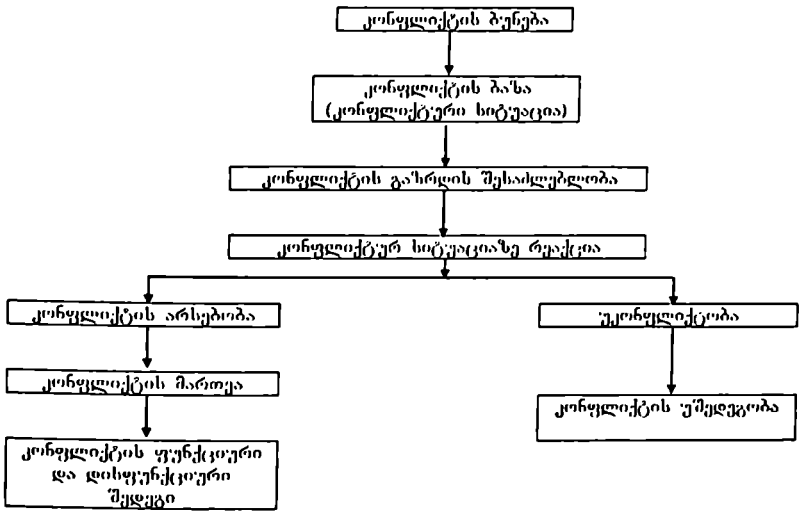 კონფლიქტის ბუნება
კონფლიქტის ბაზა
(კონფლიქტური სიტუაცია)
კონფლიქტის გაზრდის შესაძლებლობა
კონფლიქტურ სიტუაციაზე რეაქცია
კონფლიქტის არსებობა
უკონფლიქტობა
კონფლიქტის მართვა
კონფლიქტის უშედეგობა
კონფლიქტის ფუნქციური
და დისფუნქციური
შედეგი